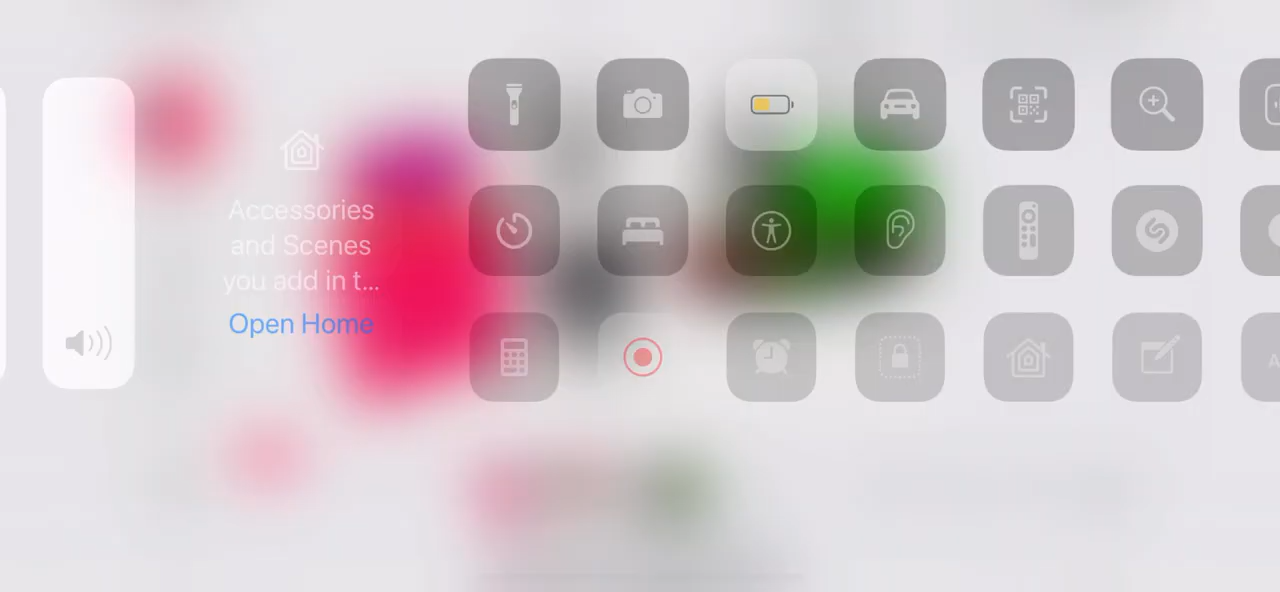 Accessories
and Scenes
you add in t...
Open Home